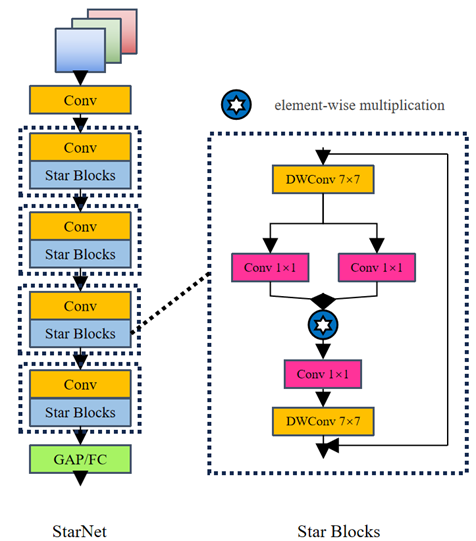 Conv
Conv
Star Blocks
Conv
Star Blocks
Conv
Star Blocks
Conv
Star Blocks
GAP/FC
StarNet
element-wise multiplication
DWConv 7×7
Conv 1×1 Conv 1×1
Conv 1×1
DWConv 7×7
Star Blocks